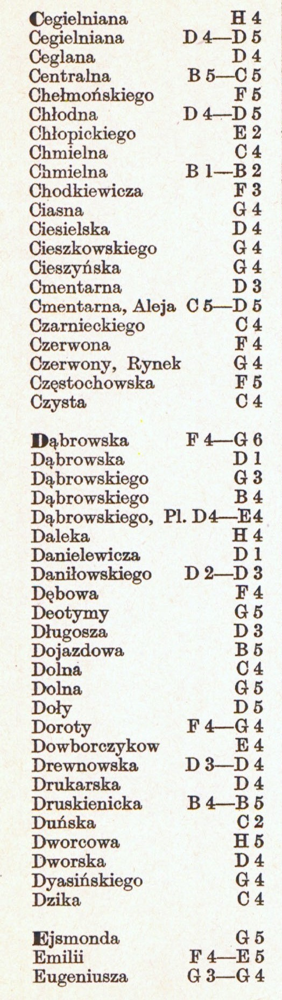 Cegielniana H 4
Cegielniana D 4—D 5
Ceglana D 4
Centralna B 5—C 5
Chełmońskiego F 5
Chłodna D 4—D 5
Chłopickiego E 2
Chmielna C 4
Chmielna B 1—B 2
Chodkiewicza F 3
Ciasna G 4
Ciesielska D 4
Cieszkowskiego G 4
Cieszyńska G 4
Cmentarna D 3
Cmentarna, Aleja C 5—D 5
Czarnieckiego C 4
Czerwona F 4
Czerwony, Rynek G 4
Częstochowska F 5
Czysta C 4
Dąbrowska F 4—G 6
Dąbrowska D 1
Dąbrowskiego G 3
Dąbrowskiego B 4
Dąbrowskiego, Pl. D4—E4
Daleka H 4
Danielewicza D 1
Daniłowskiego D 2—D 3
Dębowa F 4
Deotymy G 5
Długosza D 3
Dojazdowa B 5
Dolna C 4
Dolna G 5
Doły D 5
Doroty F 4—G 4
Dowborczykow E 4
Drewnowska D 3—D 4
Drukarska D 4
Druskienicka B 4—B 5
Duńska C 2
Dworcowa H 5
Dworska D 4
Dyasińskiego G 4
Dzika C 4
Ejsmonda G 5
Emilii F 4—E 5
Eugeniusza G 3—G 4